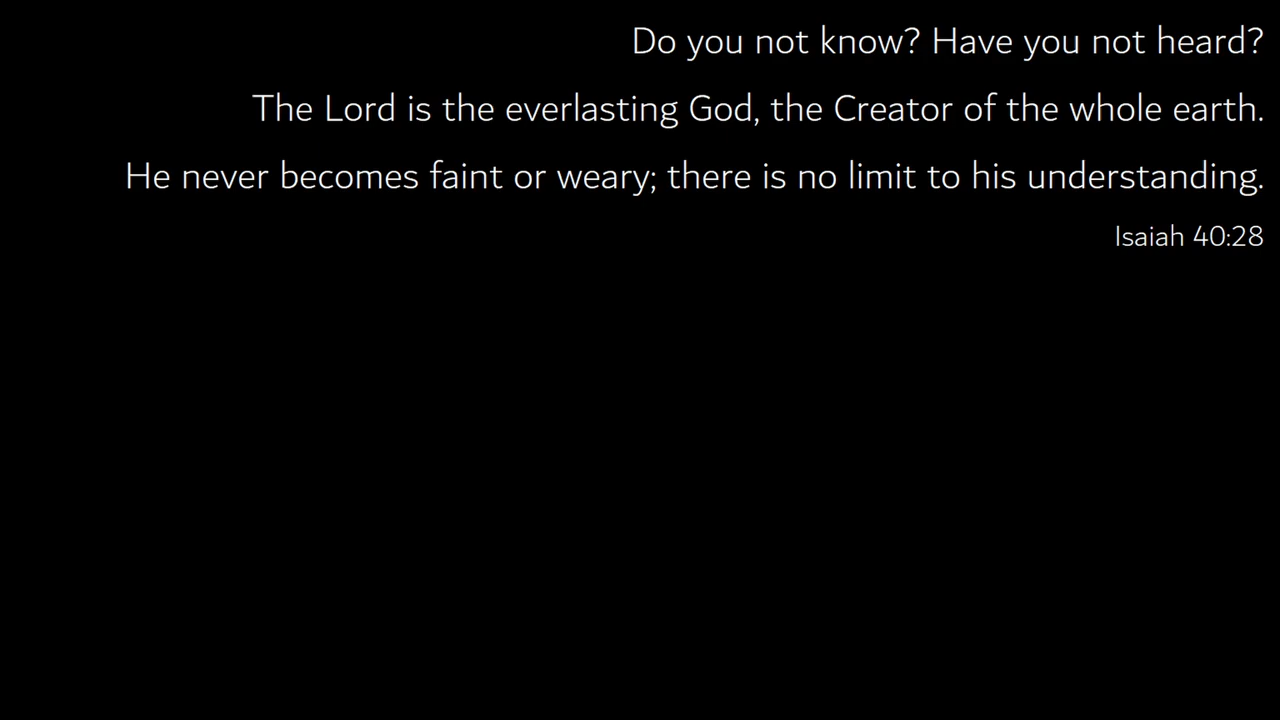 Do you not know? Have you not heard?
The Lord is the everlasting God, the Creator of the whole earth.
He never becomes faint or weary; there is no limit to his understanding.
Isaiah 40:28